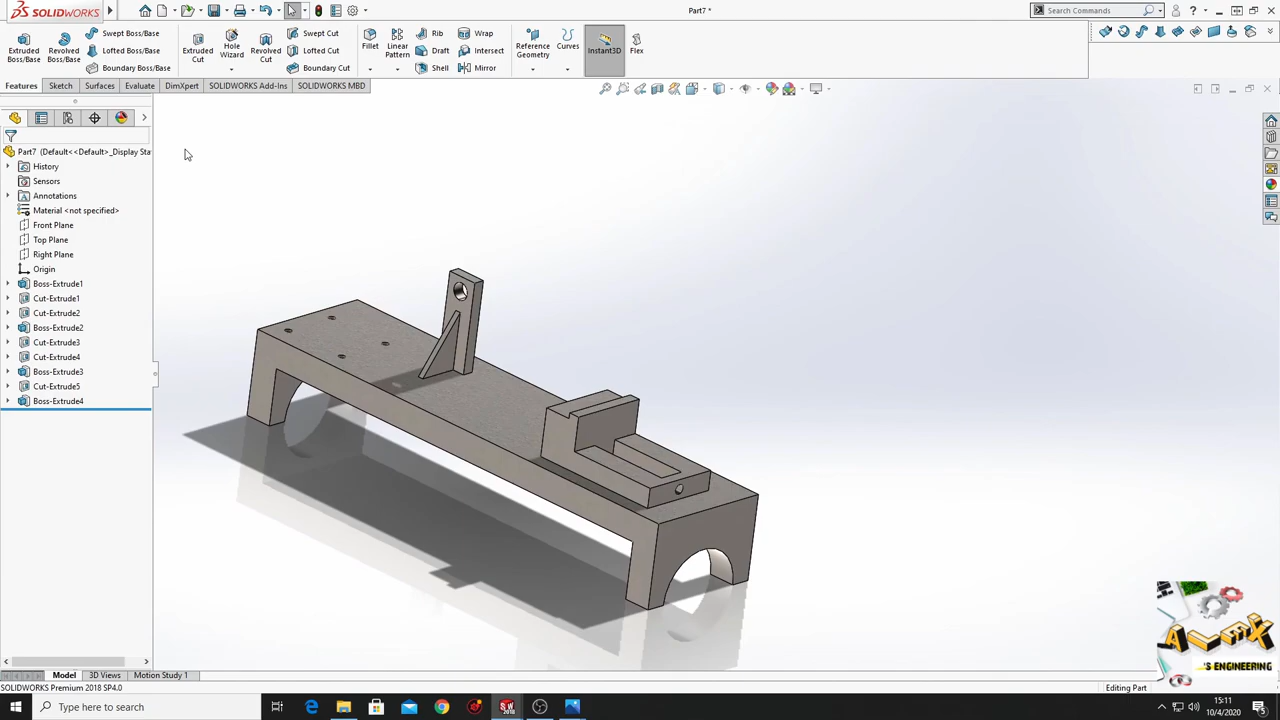 SOLIDWORKS
Part7 *
Search Commands
Extruded Boss/Base
Revolved Boss/Base
Swept Boss/Base
Lofted Boss/Base
Boundary Boss/Base
Extruded Cut
Hole Wizard
Revolved Cut
Swept Cut
Lofted Cut
Boundary Cut
Fillet
Linear Pattern
Rib
Draft
Shell
Wrap
Intersect
Mirror
Reference Geometry
Curves
Instant3D
Flex
Features
Sketch
Surfaces
Evaluate
DimXpert
SOLIDWORKS Add-Ins
SOLIDWORKS MBD
Part7 (Default<<Default>_Display Sta
History
Sensors
Annotations
Material <not specified>
Front Plane
Top Plane
Right Plane
Origin
Boss-Extrude1
Cut-Extrude1
Cut-Extrude2
Boss-Extrude2
Cut-Extrude3
Cut-Extrude4
Boss-Extrude3
Cut-Extrude5
Boss-Extrude4
ALMX
'S ENGINEERING
Model
3D Views
Motion Study 1
SOLIDWORKS Premium 2018 SP4.0
Editing Part
Type here to search
15:11
10/4/2020